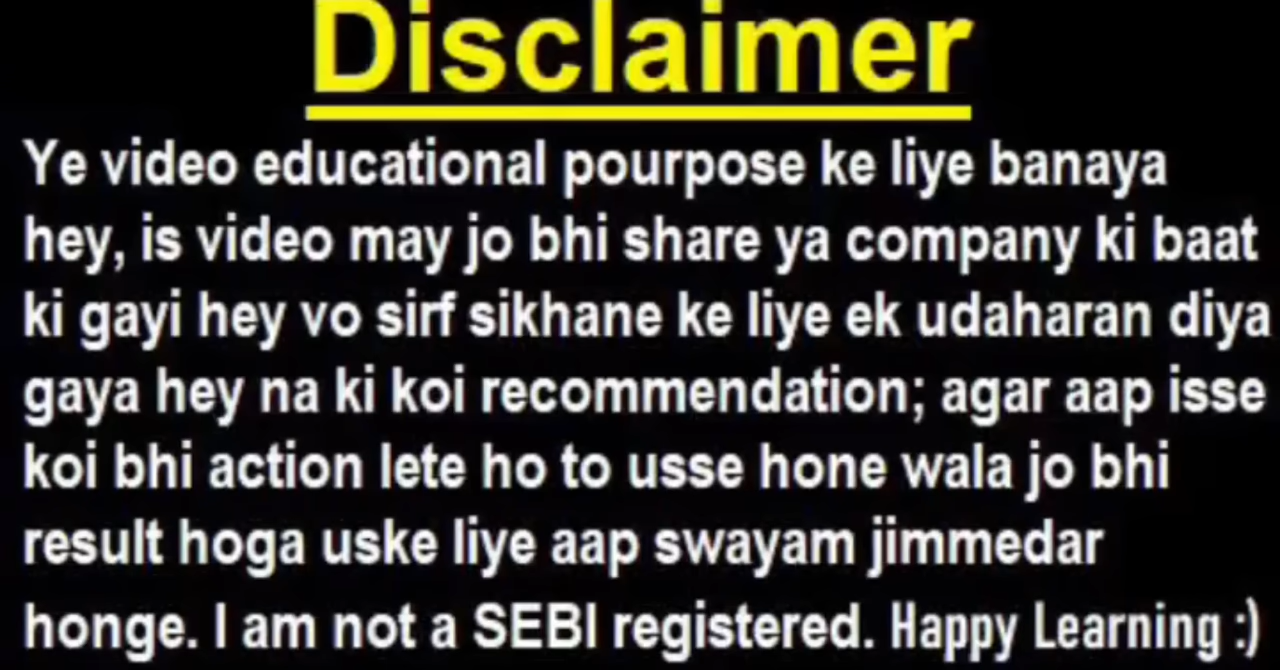 Disclaimer
Ye video educational pourpose ke liye banaya
hey, is video may jo bhi share ya company ki baat
ki gayi hey vo sirf sikhane ke liye ek udaharan diya
gaya hey na ki koi recommendation; agar aap isse
koi bhi action lete ho to usse hone wala jo bhi
result hoga uske liye aap swayam jimmedar
honge. I am not a SEBI registered. Happy Learning :)